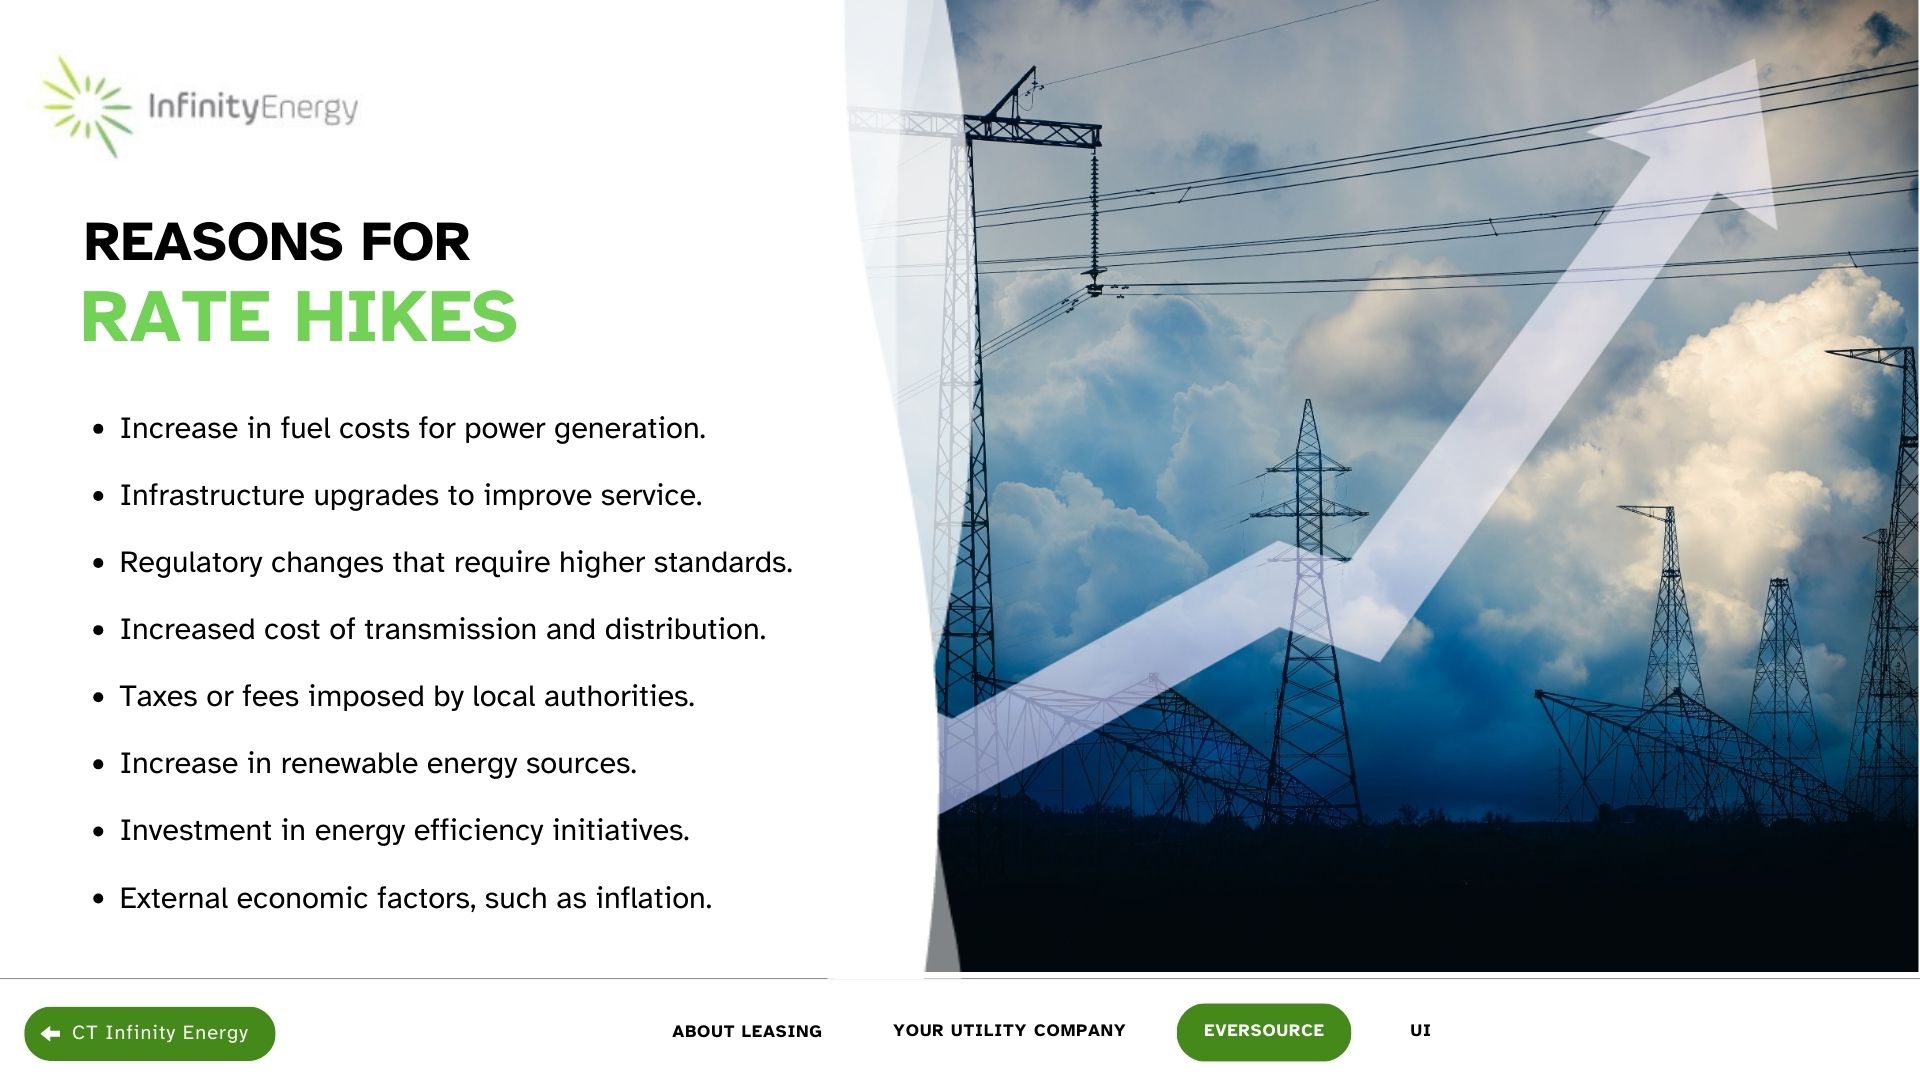 InfinityEnergy
REASONS FOR
RATE HIKES
• Increase in fuel costs for power generation.
• Infrastructure upgrades to improve service.
• Regulatory changes that require higher standards.
• Increased cost of transmission and distribution.
• Taxes or fees imposed by local authorities.
• Increase in renewable energy sources.
• Investment in energy efficiency initiatives.
• External economic factors, such as inflation.
CT Infinity Energy
ABOUT LEASING
YOUR UTILITY COMPANY
EVERSOURCE
UI